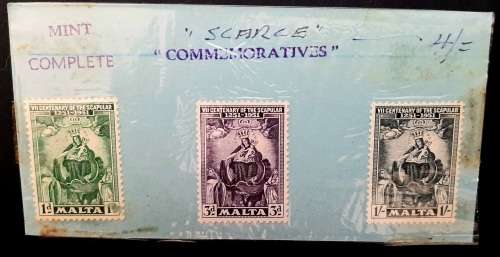 MINT
"SCARCE"
4/=
"COMMEMORATIVES"
COMPLETE
VII CENTENARY OF THE SCAPULAR
1251-1951
1D MALTA 1D
VII CENTENARY OF THE SCAPULAR
1251-1951
3D MALTA 3D
VII CENTENARY OF THE SCAPULAR
1251-1951
1/- MALTA 1/-